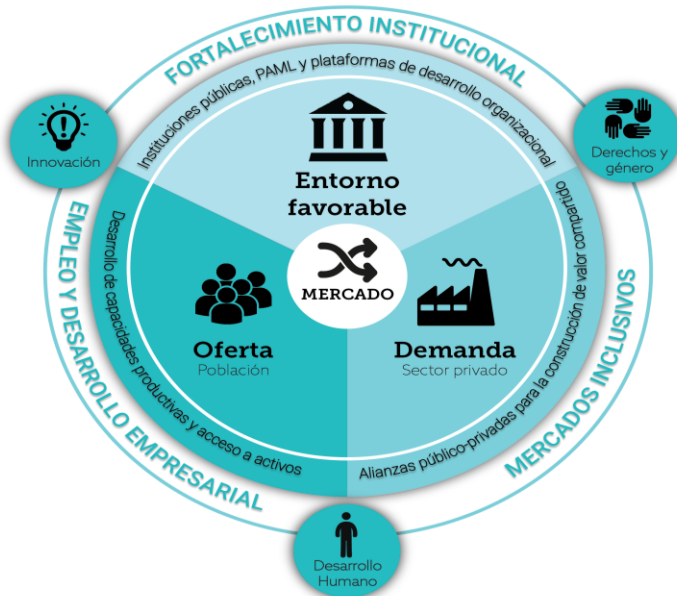 FORTALECIMIENTO INSTITUCIONAL
Instituciones públicas, PAML y plataformas de desarrollo organizacional
Innovación
Derechos y
género
Entorno
favorable
MERCADO
Oferta
Población
Demanda
Sector privado
EMPLEO Y DESARROLLO EMPRESARIAL
Desarrollo de capacidades productivas y acceso a activos
Alianzas público-privadas para la construcción de valor compartido
MERCADOS INCLUSIVOS
Desarrollo
Humano